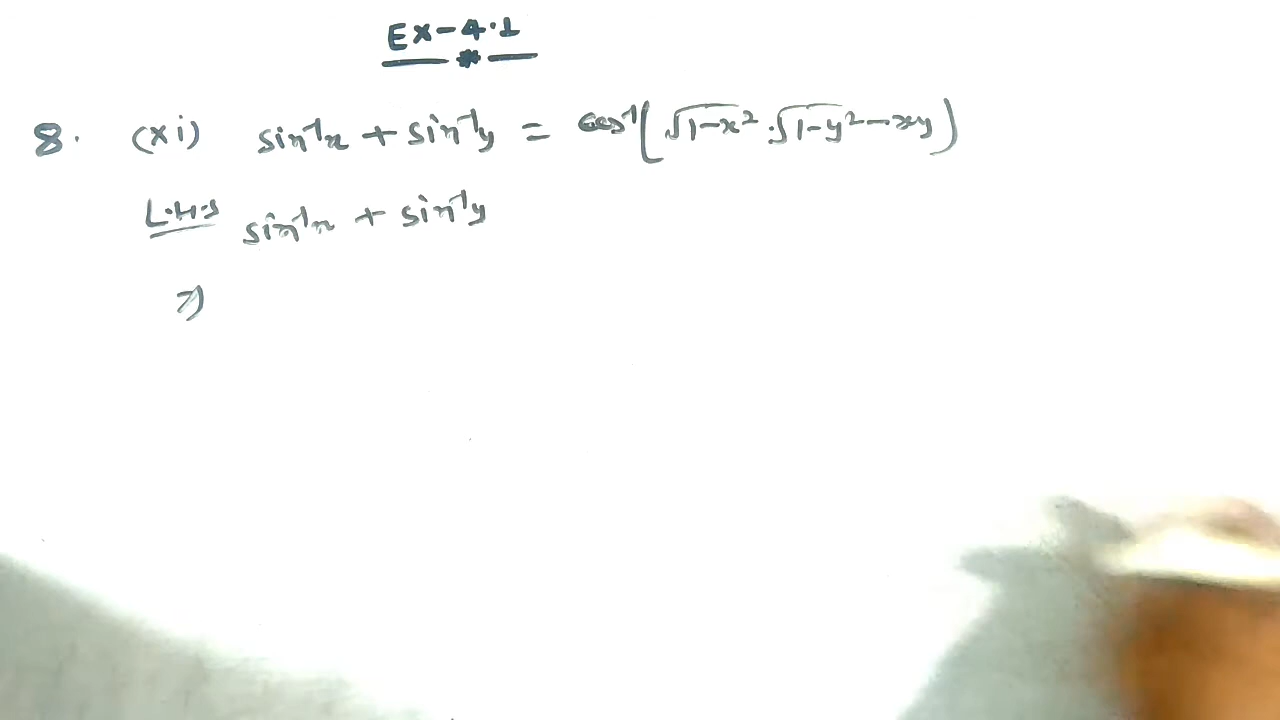 Ex-4.1
8. (xi) sin⁻¹x + sin⁻¹y = cos⁻¹(√1-x² · √1-y² - xy)
L.H.S sin⁻¹x + sin⁻¹y
⇒